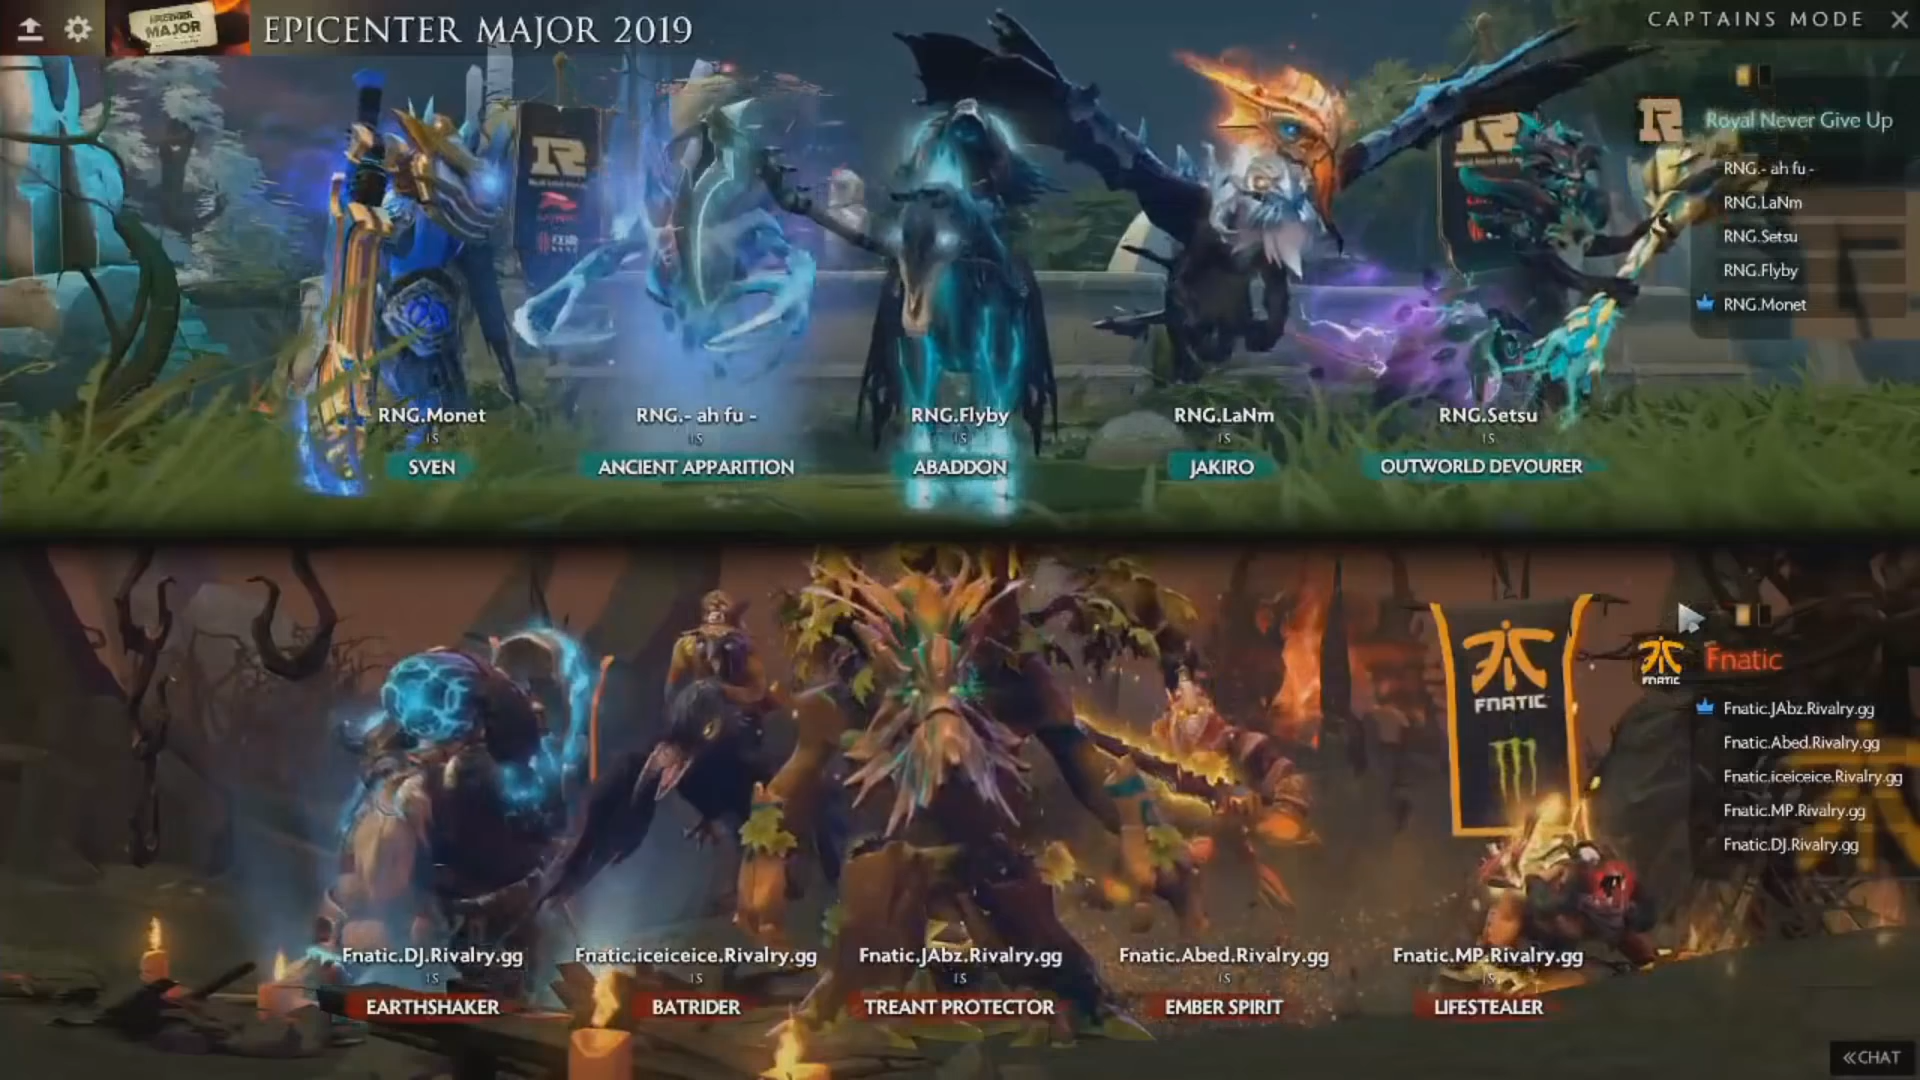 EPICENTER MAJOR 2019
CAPTAINS MODE
MAJOR
Royal Never Give Up
RNG.- ah fu -
RNG.LaNm
RNG.Setsu
RNG.Flyby
RNG.Monet
RNG.Monet
IS
SVEN
RNG.- ah fu -
IS
ANCIENT APPARITION
RNG.Flyby
IS
ABADDON
RNG.LaNm
IS
JAKIRO
RNG.Setsu
IS
OUTWORLD DEVOURER
FNATIC
FNATIC
Fnatic
Fnatic.JAbz.Rivalry.gg
Fnatic.Abed.Rivalry.gg
Fnatic.iceiceice.Rivalry.gg
Fnatic.MP.Rivalry.gg
Fnatic.DJ.Rivalry.gg
Fnatic.DJ.Rivalry.gg
IS
EARTHSHAKER
Fnatic.iceiceice.Rivalry.gg
IS
BATRIDER
Fnatic.JAbz.Rivalry.gg
IS
TREANT PROTECTOR
Fnatic.Abed.Rivalry.gg
IS
EMBER SPIRIT
Fnatic.MP.Rivalry.gg
IS
LIFESTEALER
«CHAT